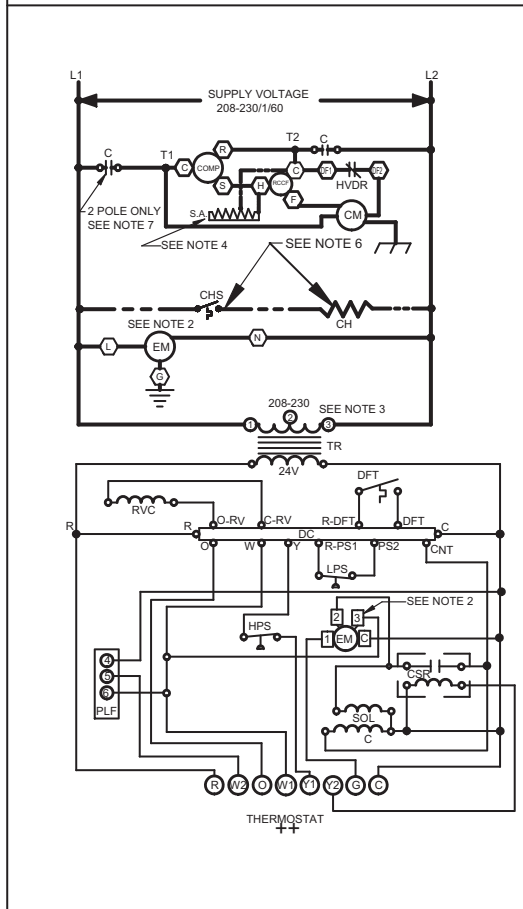 L1 L2
SUPPLY VOLTAGE
208-230/1/60
C T1 T2 C
R
C COMP C DF1 DF2
HVDR
S H RCCF
F
S.A. CM
2 POLE ONLY
SEE NOTE 7
SEE NOTE 4
SEE NOTE 6
CHS
CH
SEE NOTE 2
L EM N
G
208-230
SEE NOTE 3
1 2 3
TR
24V
DFT
RVC
R O-RV C-RV R-DFT DFT
R DC C
O W Y R-PS1 PS2 CNT
LPS
SEE NOTE 2
HPS
2 3
1 EM C
4
5
6
PLF
CSR
SOL
C
R W2 O W1 Y1 Y2 G C
THERMOSTAT
++